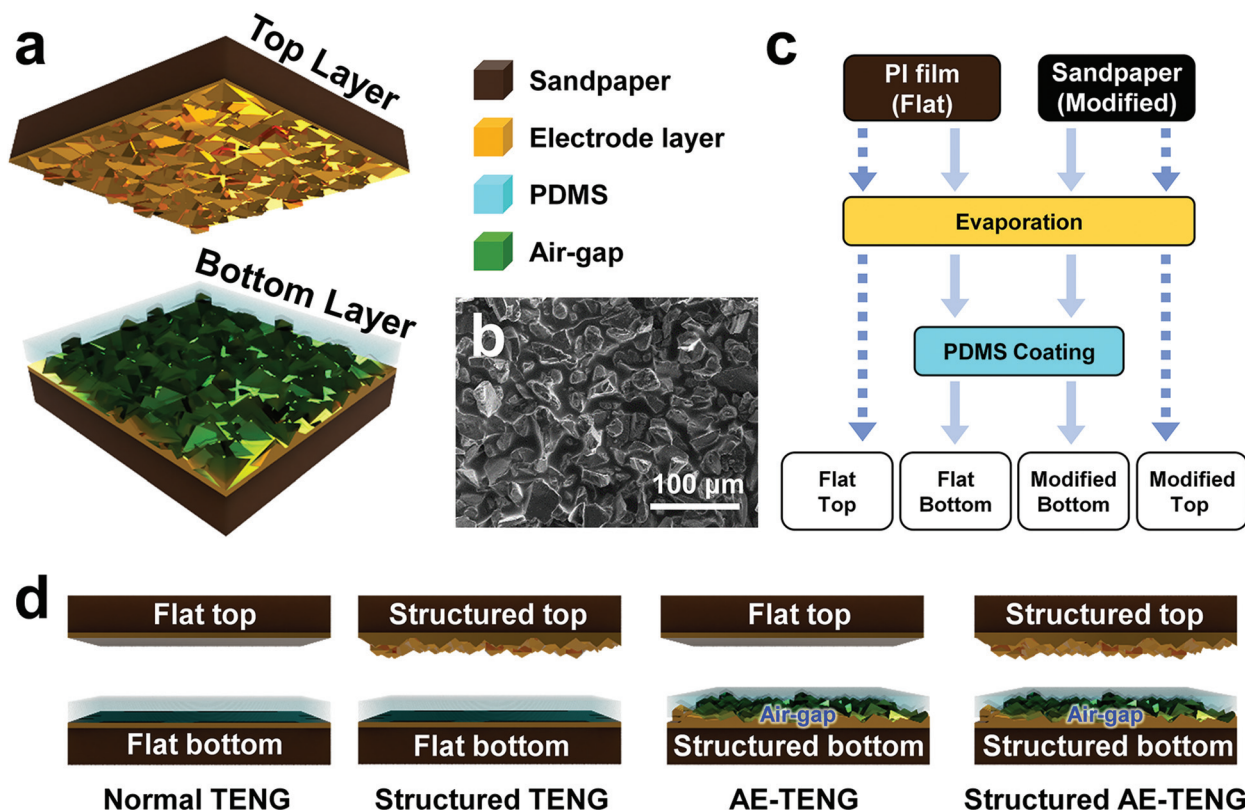 a
Top Layer
Bottom Layer
Sandpaper
Electrode layer
PDMS
Air-gap
b
100 µm
c
PI film
(Flat)
Sandpaper
(Modified)
Evaporation
PDMS Coating
Flat
Top
Flat
Bottom
Modified
Bottom
Modified
Top
d
Flat top
Flat bottom
Normal TENG
Structured top
Flat bottom
Structured TENG
Flat top
Air-gap
Structured bottom
AE-TENG
Structured top
Air-gap
Structured bottom
Structured AE-TENG